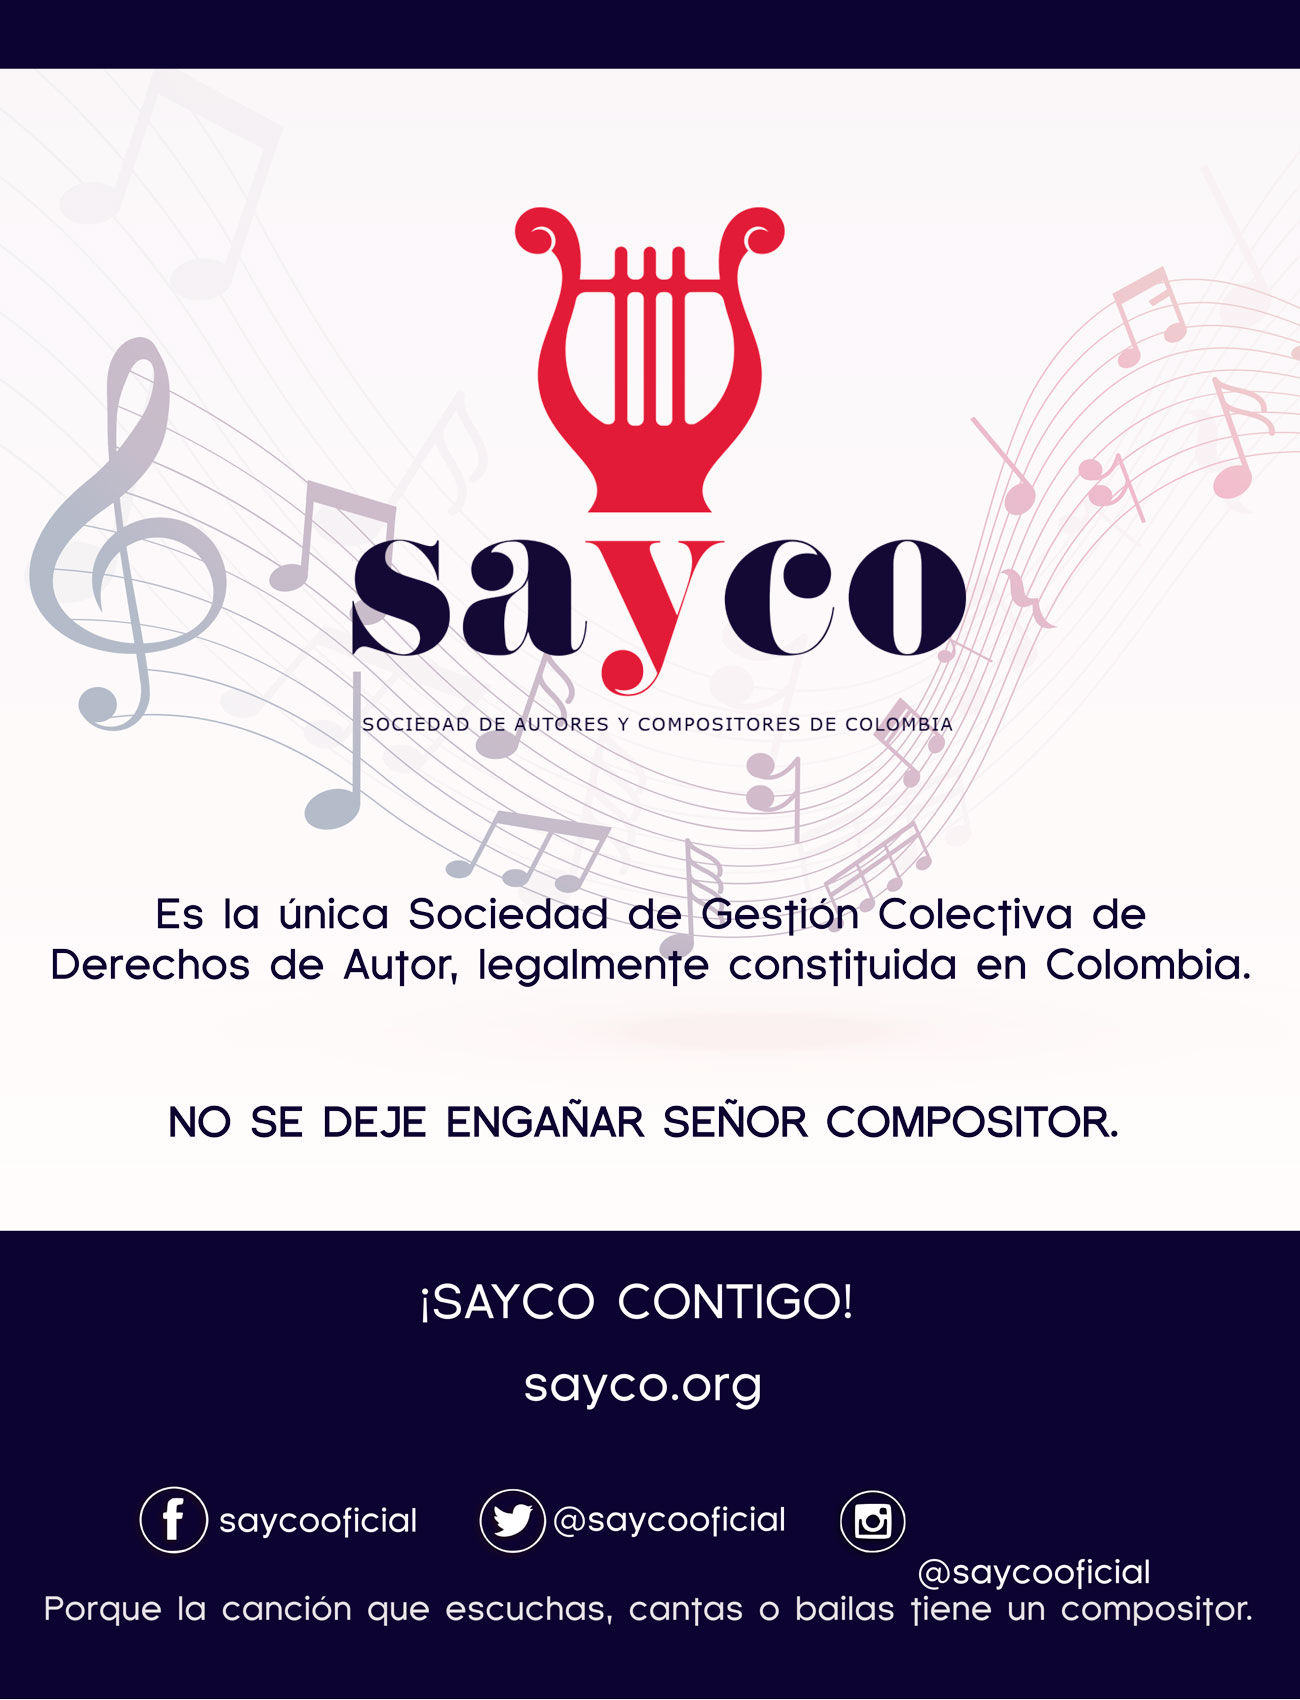 sayco
SOCIEDAD DE AUTORES Y COMPOSITORES DE COLOMBIA
Es la única Sociedad de Gestión Colectiva de
Derechos de Autor, legalmente constituida en Colombia.
NO SE DEJE ENGAÑAR SEÑOR COMPOSITOR.
¡SAYCO CONTIGO!
sayco.org
saycooficial @saycooficial
@saycooficial
Porque la canción que escuchas, cantas o bailas tiene un compositor.